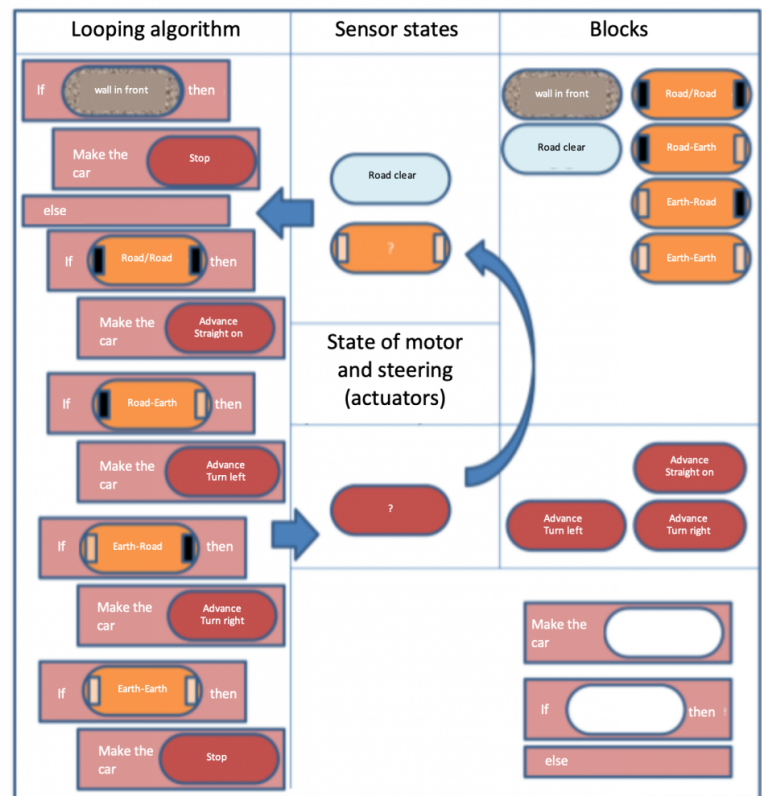 Looping algorithm
Sensor states
Blocks
If wall in front then
Make the
car
Stop
else
If Road/Road then
Make the
car
Advance
Straight on
If Road-Earth then
Make the
car
Advance
Turn left
If Earth-Road then
Make the
car
Advance
Turn right
If Earth-Earth then
Make the
car
Stop
Road clear
?
State of motor
and steering
(actuators)
?
wall in front
Road/Road
Road clear
Road-Earth
Earth-Road
Earth-Earth
Advance
Straight on
Advance
Turn left
Advance
Turn right
Make the
car
If then
else